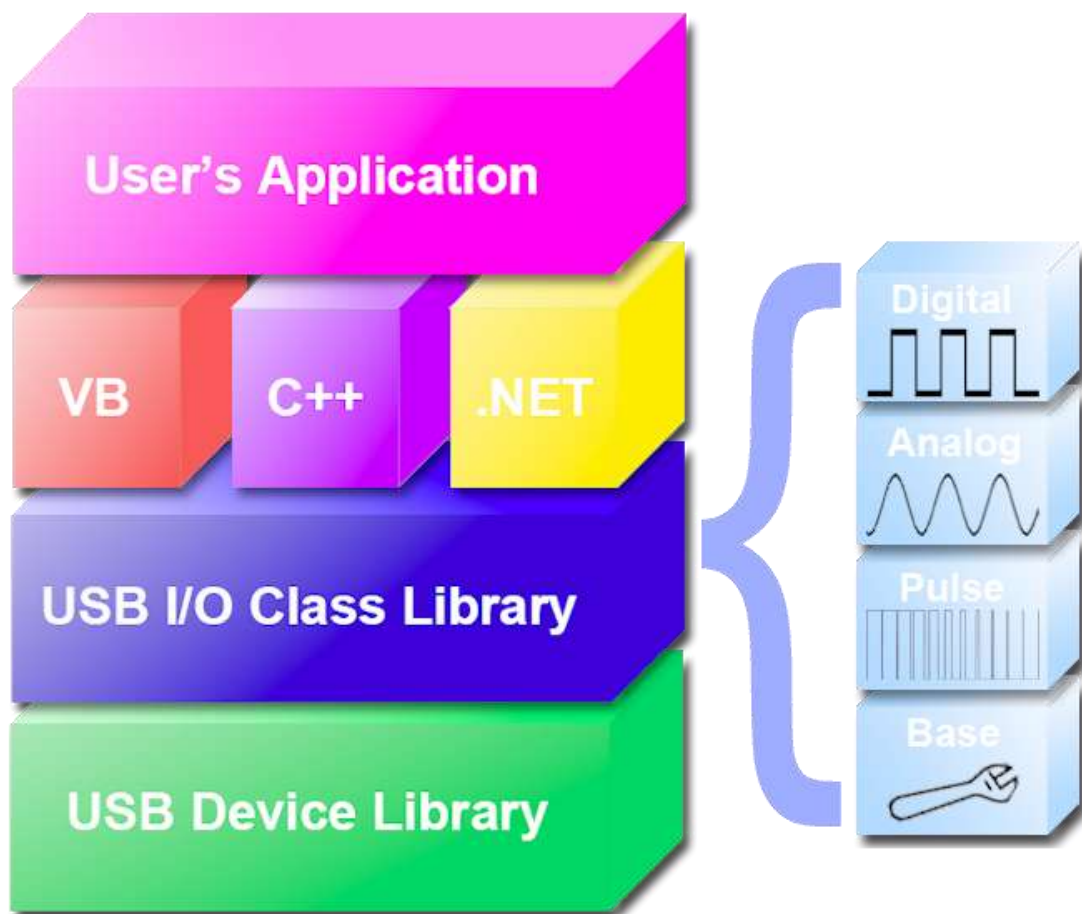 User’s Application
VB
C++
.NET
USB I/O Class Library
USB Device Library
Digital
Analog
Pulse
Base